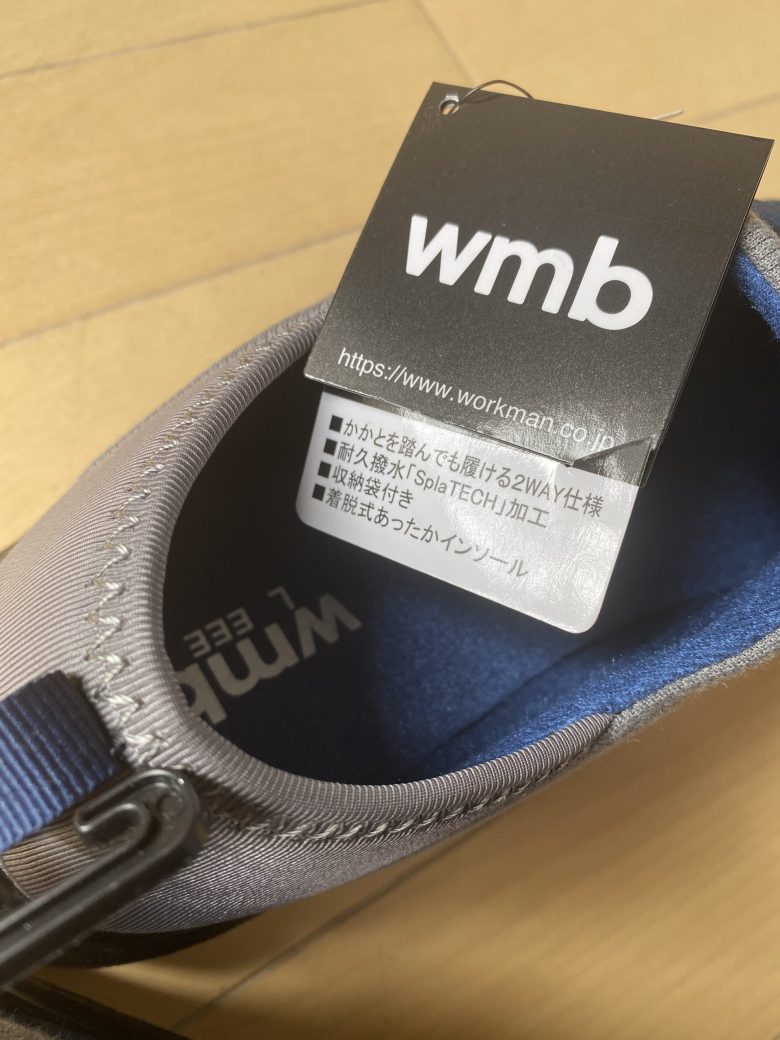 wmb
https://www.workman.co.jp
■かかとを踏んでも履ける2WAY仕様
■耐久撥水｢SplaTECH｣加工
■収納袋付き
■着脱式あったかインソール
wmb
L EEE